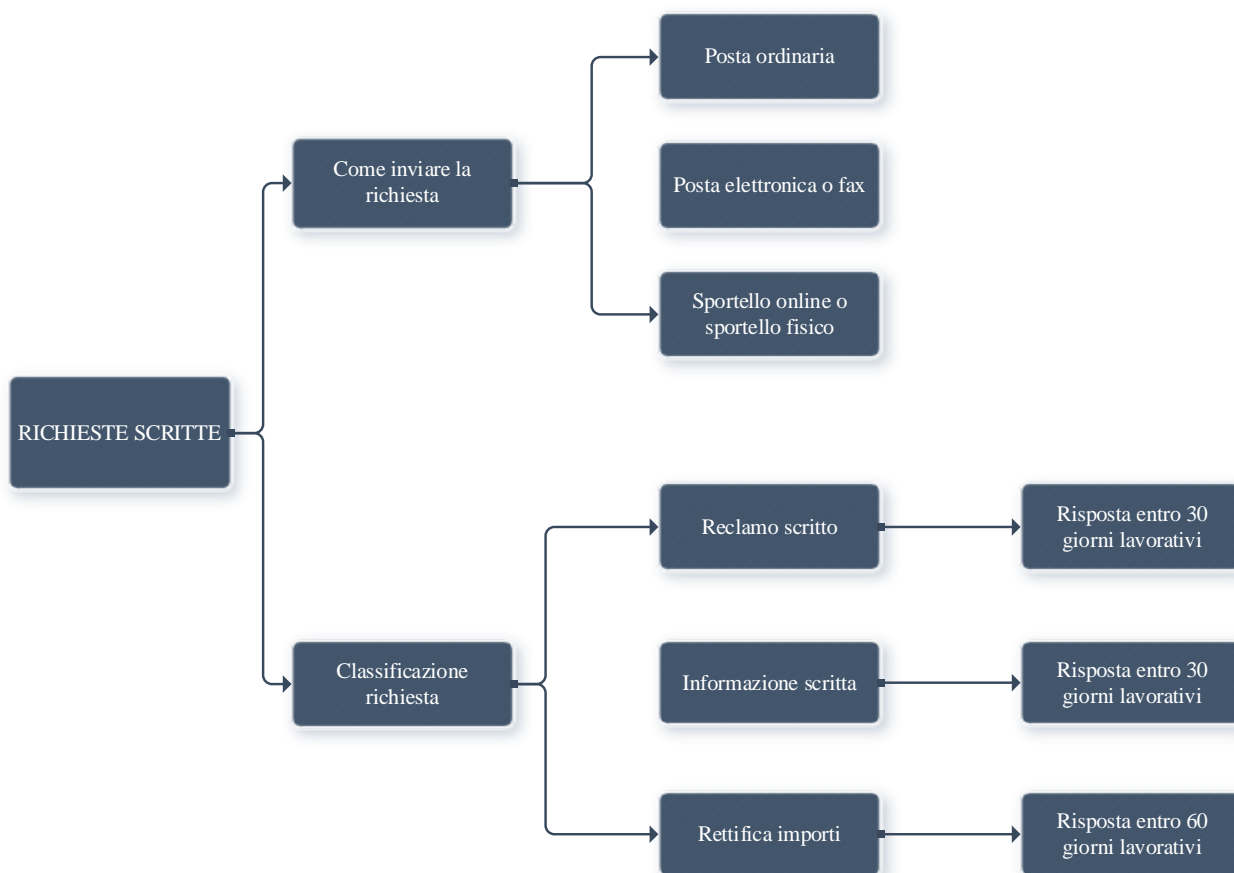 Posta ordinaria
Come inviare la
richiesta
Posta elettronica o fax
Sportello online o
sportello fisico
RICHIESTE SCRITTE
Reclamo scritto
Risposta entro 30
giorni lavorativi
Classificazione
richiesta
Informazione scritta
Risposta entro 30
giorni lavorativi
Rettifica importi
Risposta entro 60
giorni lavorativi